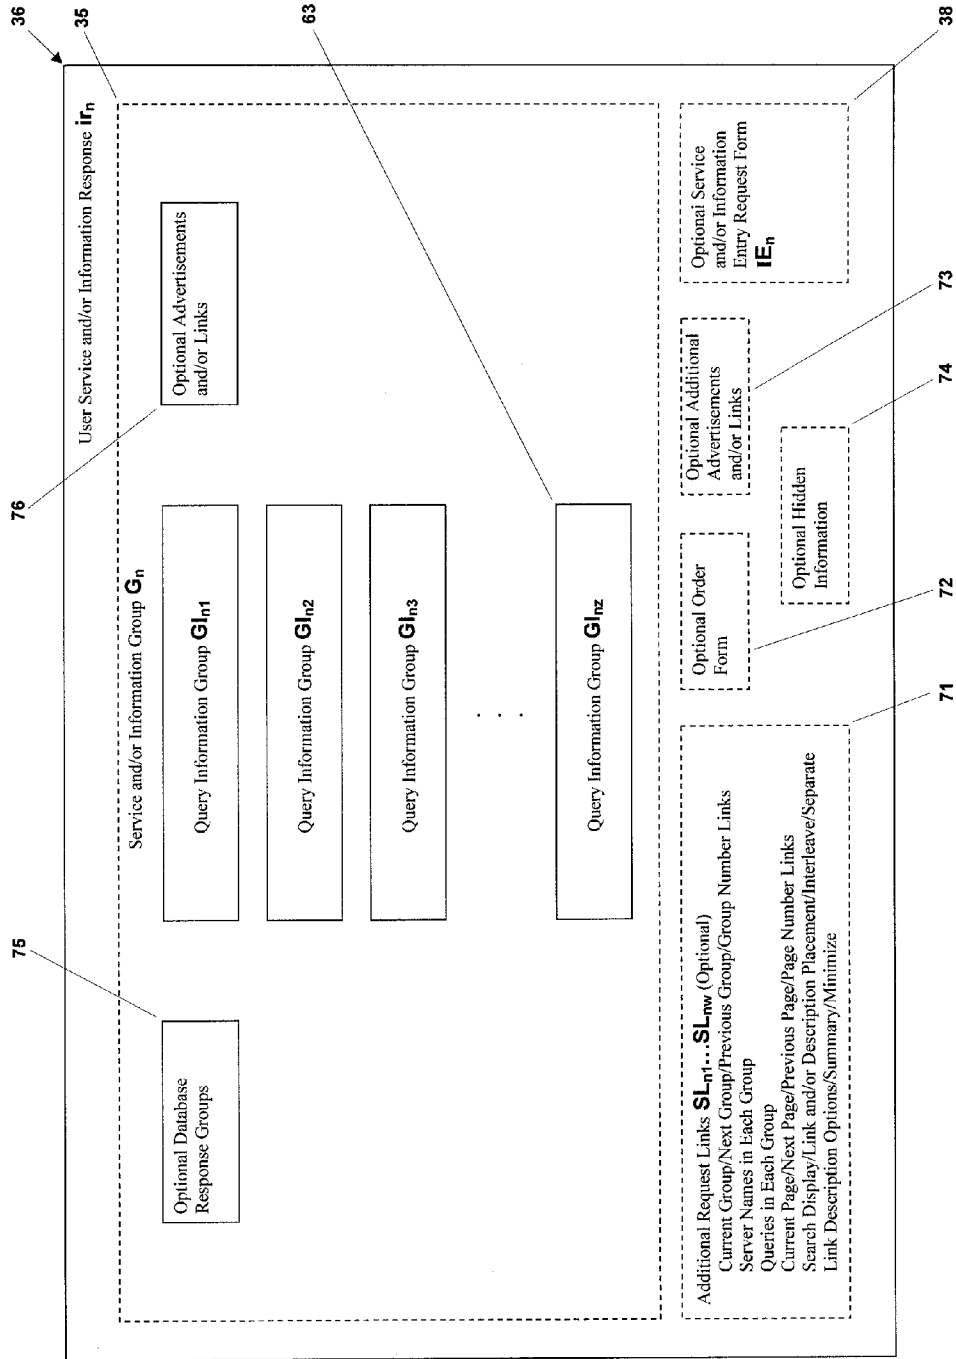 36
35
63
76
75
User Service and/or Information Response irn
Service and/or Information Group Gn
Optional Database
Response Groups
Query Information Group GIn1
Query Information Group GIn2
Query Information Group GIn3
. . .
Query Information Group GInz
Optional Advertisements
and/or Links
Additional Request Links SLn1...SLnw (Optional)
Current Group/Next Group/Previous Group/Group Number Links
Server Names in Each Group
Queries in Each Group
Current Page/Next Page/Previous Page/Page Number Links
Search Display/Link and/or Description Placement/Interleave/Separate
Link Description Options/Summary/Minimize
Optional Order
Form
Optional Hidden
Information
Optional Additional
Advertisements
and/or Links
Optional Service
and/or Information
Entry Request Form
IEn
71
72
74
73
38